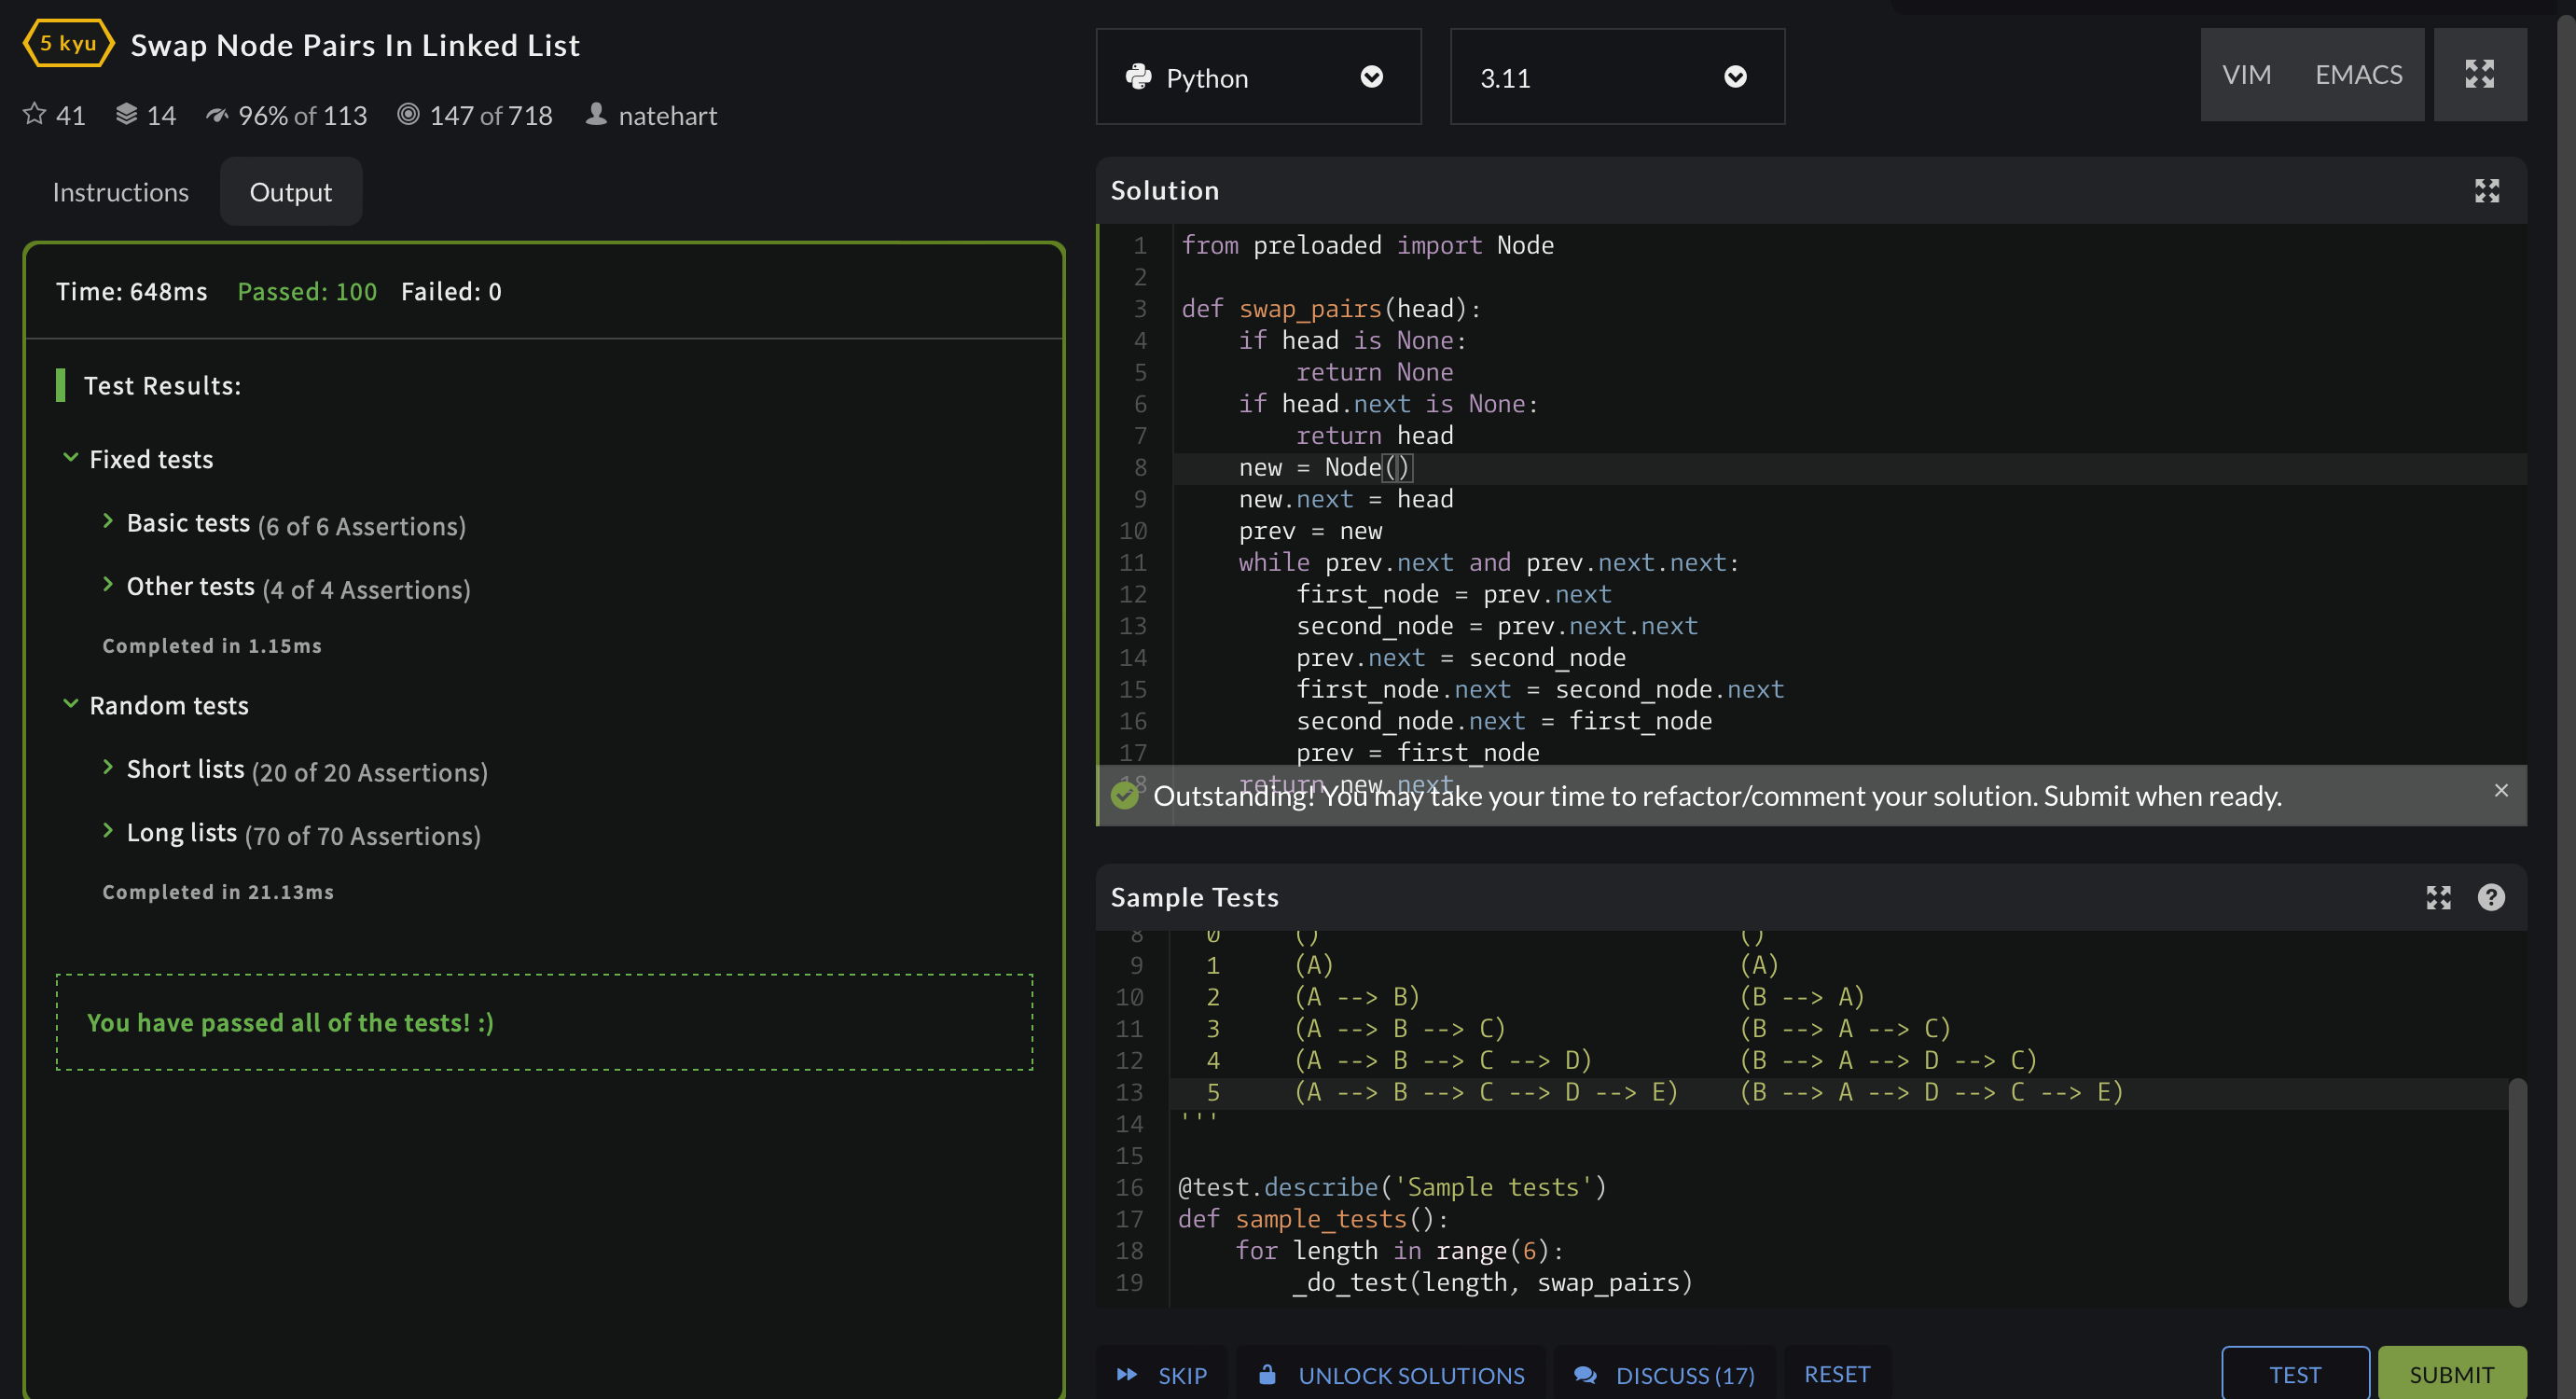 5 kyu Swap Node Pairs In Linked List
41 14 96% of 113 147 of 718 natehart
Instructions Output
Time: 648ms Passed: 100 Failed: 0
Test Results:
Fixed tests
Basic tests (6 of 6 Assertions)
Other tests (4 of 4 Assertions)
Completed in 1.15ms
Random tests
Short lists (20 of 20 Assertions)
Long lists (70 of 70 Assertions)
Completed in 21.13ms
You have passed all of the tests! :)
Python 3.11 VIM EMACS
Solution
1 from preloaded import Node
2
3 def swap_pairs(head):
4     if head is None:
5         return None
6     if head.next is None:
7         return head
8     new = Node()
9     new.next = head
10     prev = new
11     while prev.next and prev.next.next:
12         first_node = prev.next
13         second_node = prev.next.next
14         prev.next = second_node
15         first_node.next = second_node.next
16         second_node.next = first_node
17         prev = first_node
18     return new.next
Outstanding! You may take your time to refactor/comment your solution. Submit when ready. ×
Sample Tests ?
8 0 () ()
9 1 (A) (A)
10 2 (A --> B) (B --> A)
11 3 (A --> B --> C) (B --> A --> C)
12 4 (A --> B --> C --> D) (B --> A --> D --> C)
13 5 (A --> B --> C --> D --> E) (B --> A --> D --> C --> E)
14 '''
15
16 @test.describe('Sample tests')
17 def sample_tests():
18     for length in range(6):
19         _do_test(length, swap_pairs)
SKIP UNLOCK SOLUTIONS DISCUSS (17) RESET TEST SUBMIT